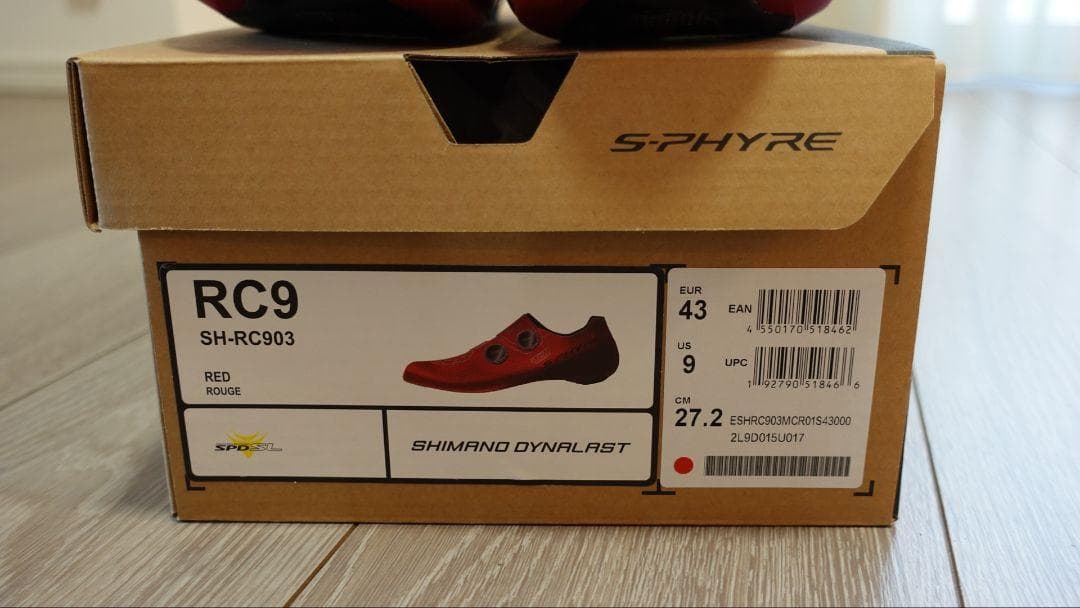 S-PHYRE
RC9
SH-RC903
RED
ROUGE
SPD-SL
SHIMANO DYNALAST
EUR
43
EAN
4 550170 518462
US
9
UPC
1 92790 51846 6
CM
27.2
ESHRC903MCR01S43000
2L9D015U017